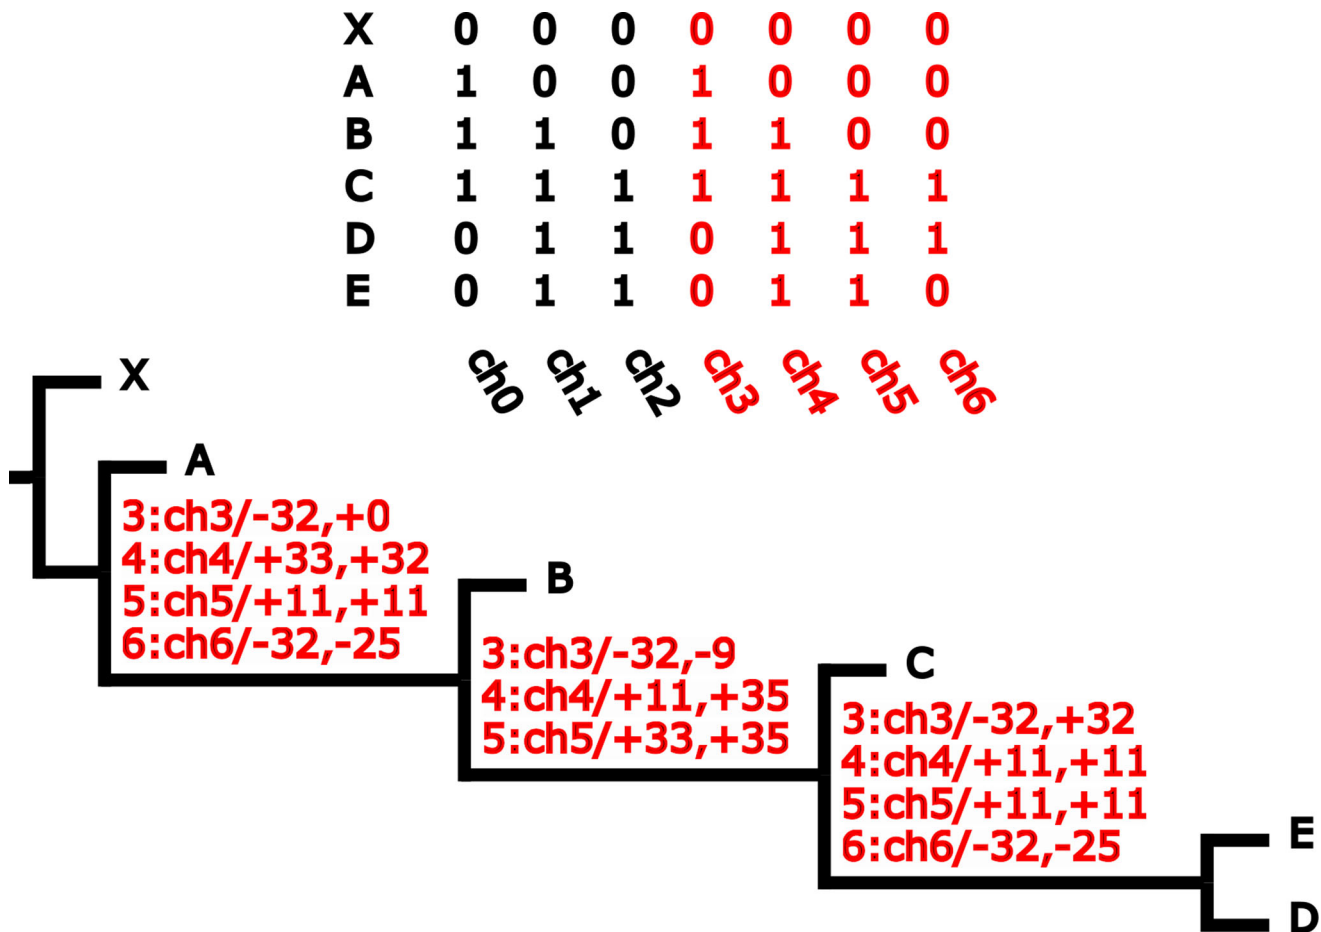 X 0 0 0 0 0 0 0
A 1 0 0 1 0 0 0
B 1 1 0 1 1 0 0
C 1 1 1 1 1 1 1
D 0 1 1 0 1 1 1
E 0 1 1 0 1 1 0
ch0 ch1 ch2 ch3 ch4 ch5 ch6
X
A
3:ch3/-32,+0
4:ch4/+33,+32
5:ch5/+11,+11
6:ch6/-32,-25
B
3:ch3/-32,-9
4:ch4/+11,+35
5:ch5/+33,+35
C
3:ch3/-32,+32
4:ch4/+11,+11
5:ch5/+11,+11
6:ch6/-32,-25
E
D